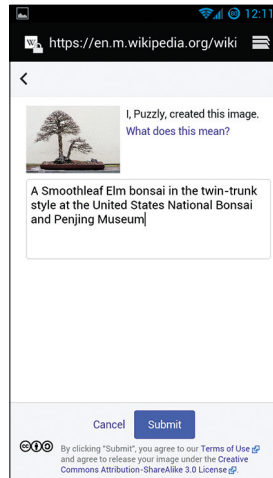 12:11
https://en.m.wikipedia.org/wiki
I, Puzzly, created this image.
What does this mean?
A Smoothleaf Elm bonsai in the twin-trunk
style at the United States National Bonsai
and Penjing Museum
Cancel Submit
By clicking "Submit", you agree to our Terms of Use
and agree to release your image under the Creative
Commons Attribution-ShareAlike 3.0 License.